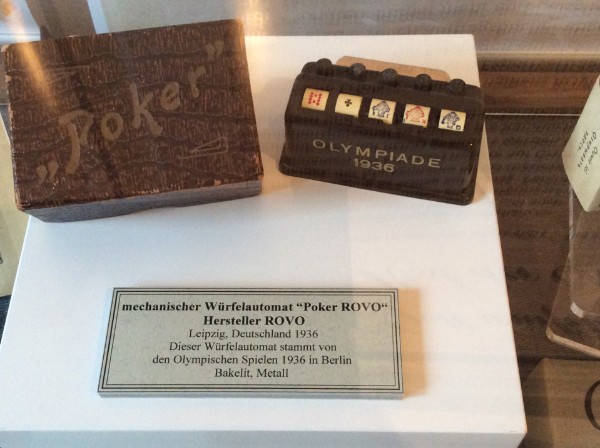 „Poker”
OLYMPIADE
1936
mechanischer Würfelautomat “Poker ROVO“
Hersteller ROVO
Leipzig, Deutschland 1936
Dieser Würfelautomat stammt von
den Olympischen Spielen 1936 in Berlin
Bakelit, Metall